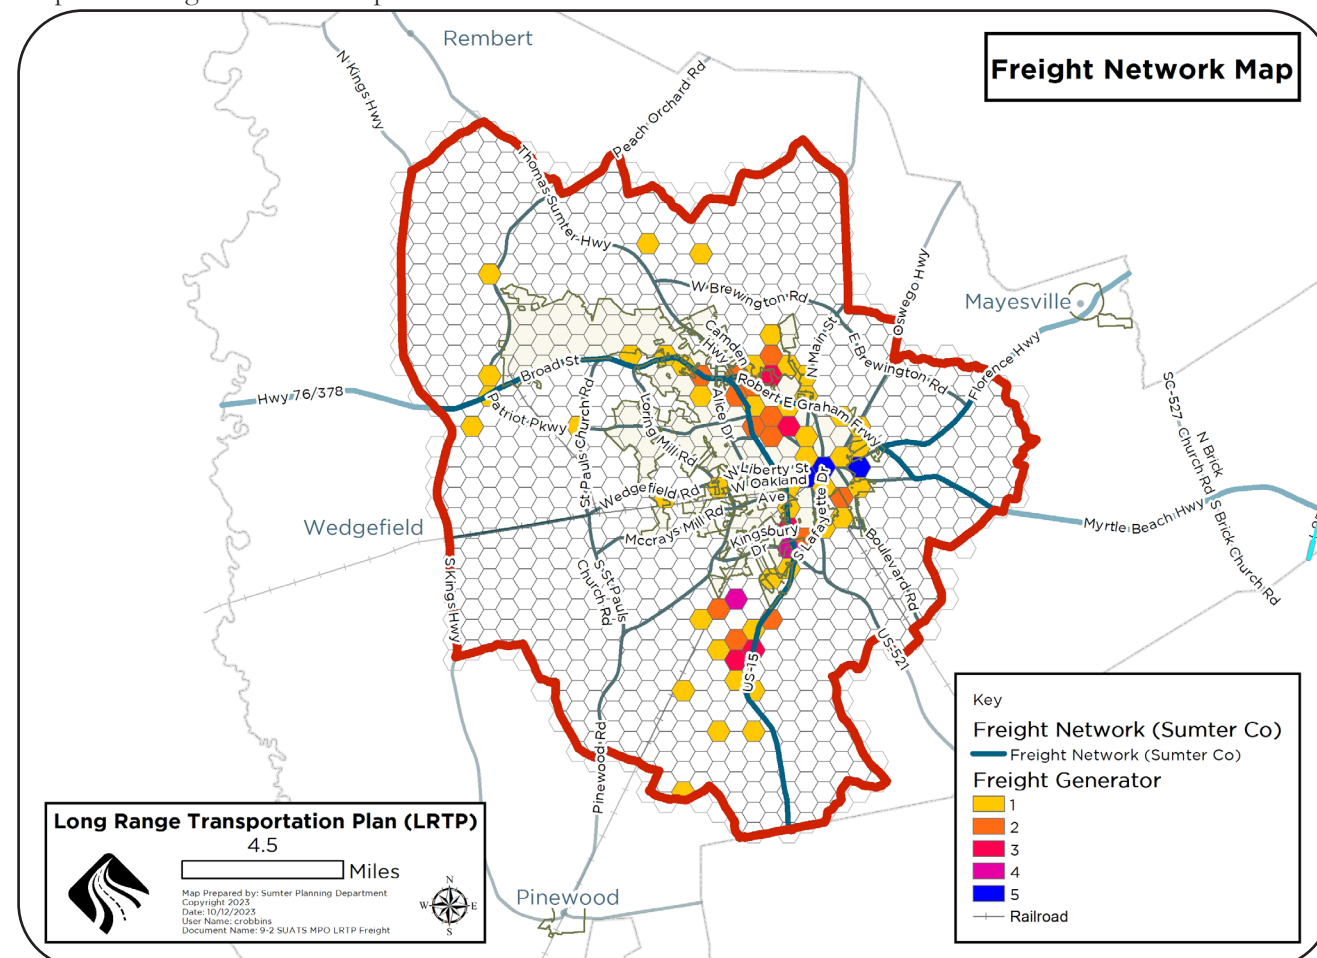 Rembert
Freight Network Map
N Kings Hwy
Peach Orchard Rd
Thomas Sumter Hwy
W Brewington Rd
Oswego Hwy
Mayesville
Camden Hwy
N Main St
E Brewington Rd
Florence Hwy
Broad St
Hwy 76/378
Robert E Graham Frwy
Patriot Pkwy
St Pauls Church Rd
Loring Mill Rd
Alice Dr
SC-527
Church Rd
N Brick
W Liberty St
W Oakland
Ave
Wedgefield Rd
Wedgefield
Mccrays Mill Rd
Kingsbury
Dr
S Lafayette Dr
Boulevard Rd
Myrtle Beach Hwy
S Brick Church Rd
S Kings Hwy
S St Pauls
Church Rd
US-521
US-15
Pinewood Rd
Pinewood
Key
Freight Network (Sumter Co)
Freight Network (Sumter Co)
Freight Generator
1
2
3
4
5
Railroad
Long Range Transportation Plan (LRTP)
4.5
Miles
Map Prepared by: Sumter Planning Department
Copyright 2023
Date: 10/12/2023
User Name: crobbins
Document Name: 9-2 SUATS MPO LRTP Freight
N
W
E
S